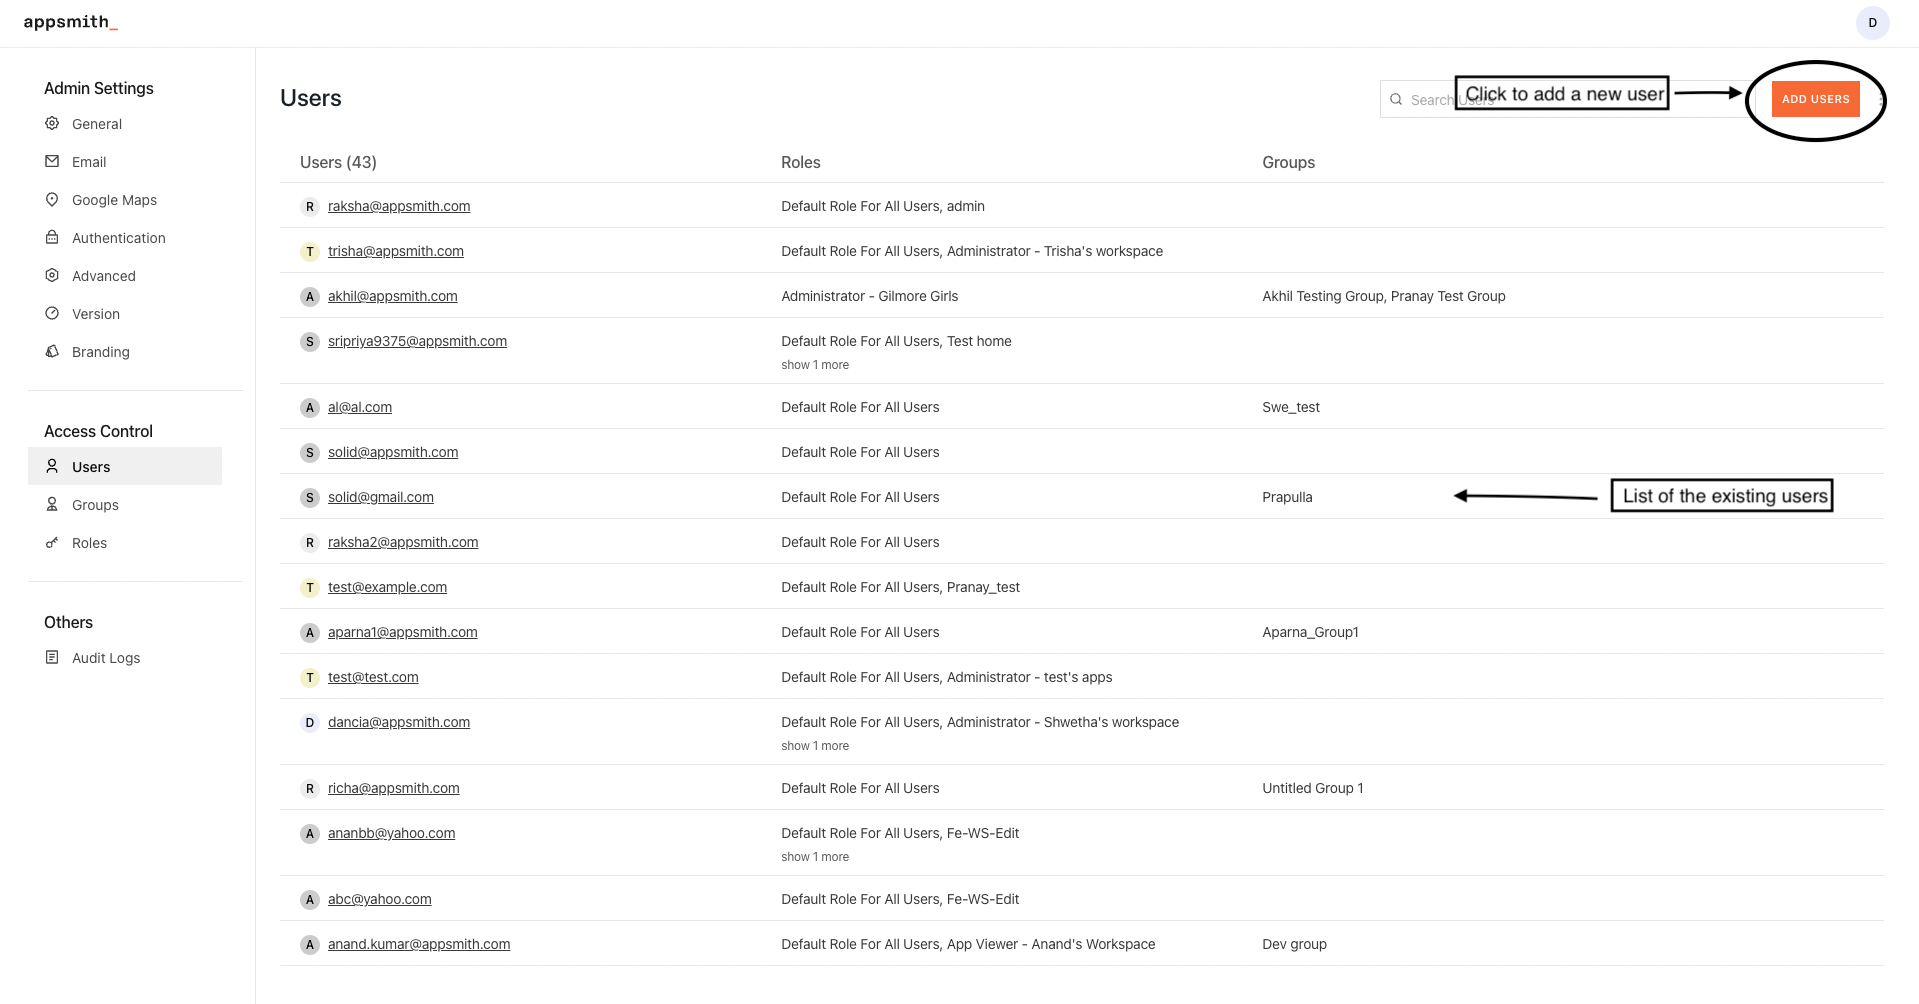 appsmith_
D
Admin Settings
General
Email
Google Maps
Authentication
Advanced
Version
Branding
Access Control
Users
Groups
Roles
Others
Audit Logs
Users
Search Users
Click to add a new user
ADD USERS
Users (43) Roles Groups
R raksha@appsmith.com Default Role For All Users, admin
T trisha@appsmith.com Default Role For All Users, Administrator - Trisha's workspace
A akhil@appsmith.com Administrator - Gilmore Girls Akhil Testing Group, Pranay Test Group
S sripriya9375@appsmith.com Default Role For All Users, Test home
show 1 more
A al@al.com Default Role For All Users Swe_test
S solid@appsmith.com Default Role For All Users
S solid@gmail.com Default Role For All Users Prapulla
List of the existing users
R raksha2@appsmith.com Default Role For All Users
T test@example.com Default Role For All Users, Pranay_test
A aparna1@appsmith.com Default Role For All Users Aparna_Group1
T test@test.com Default Role For All Users, Administrator - test's apps
D dancia@appsmith.com Default Role For All Users, Administrator - Shwetha's workspace
show 1 more
R richa@appsmith.com Default Role For All Users Untitled Group 1
A ananbb@yahoo.com Default Role For All Users, Fe-WS-Edit
show 1 more
A abc@yahoo.com Default Role For All Users, Fe-WS-Edit
A anand.kumar@appsmith.com Default Role For All Users, App Viewer - Anand's Workspace Dev group